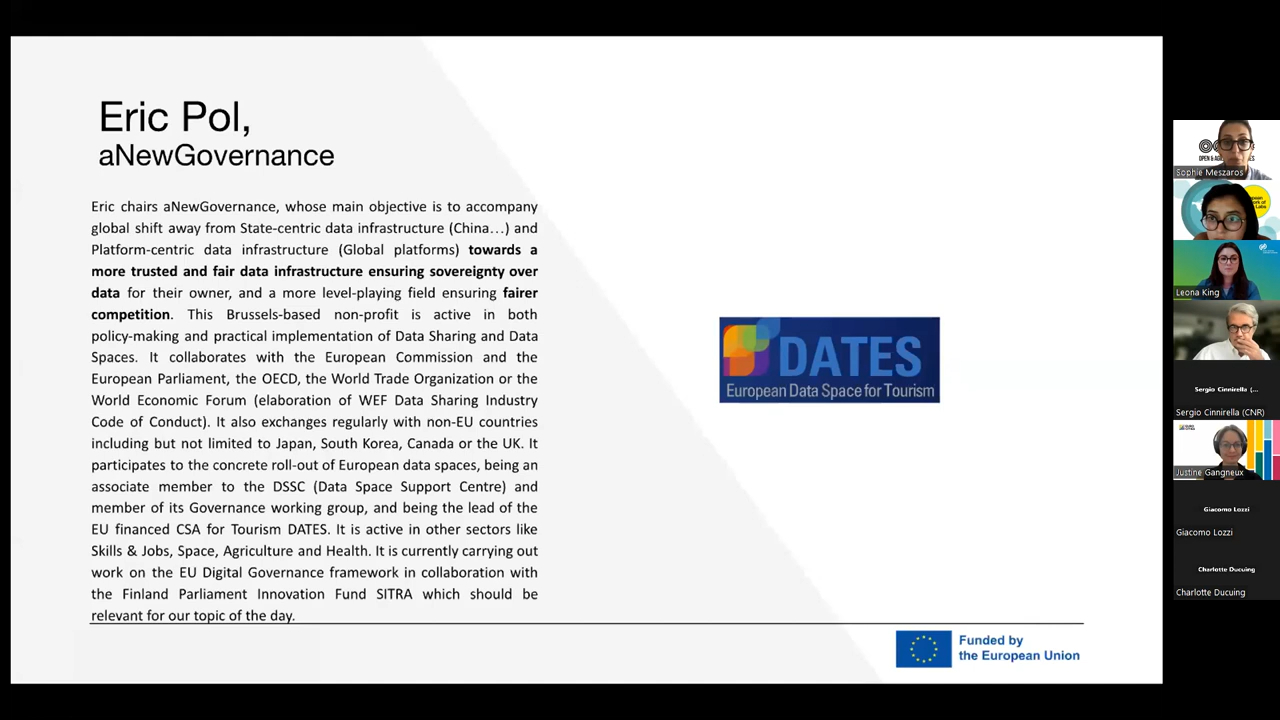 Eric Pol,
aNewGovernance
Eric chairs aNewGovernance, whose main objective is to accompany
global shift away from State-centric data infrastructure (China…) and
Platform-centric data infrastructure (Global platforms) towards a
more trusted and fair data infrastructure ensuring sovereignty over
data for their owner, and a more level-playing field ensuring fairer
competition. This Brussels-based non-profit is active in both
policy-making and practical implementation of Data Sharing and Data
Spaces. It collaborates with the European Commission and the
European Parliament, the OECD, the World Trade Organization or the
World Economic Forum (elaboration of WEF Data Sharing Industry
Code of Conduct). It also exchanges regularly with non-EU countries
including but not limited to Japan, South Korea, Canada or the UK. It
participates to the concrete roll-out of European data spaces, being an
associate member to the DSSC (Data Space Support Centre) and
member of its Governance working group, and being the lead of the
EU financed CSA for Tourism DATES. It is active in other sectors like
Skills & Jobs, Space, Agriculture and Health. It is currently carrying out
work on the EU Digital Governance framework in collaboration with
the Finland Parliament Innovation Fund SITRA which should be
relevant for our topic of the day.
DATES
European Data Space for Tourism
Funded by
the European Union
Sophie Meszaros
Leona King
Sergio Cinnirella (...
Sergio Cinnirella (CNR)
Justine Gangneux
Giacomo Lozzi
Giacomo Lozzi
Charlotte Ducuing
Charlotte Ducuing